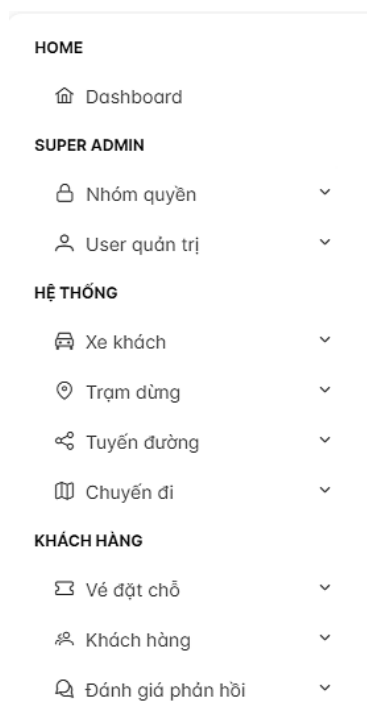 HOME
Dashboard
SUPER ADMIN
Nhóm quyền
User quản trị
HỆ THỐNG
Xe khách
Trạm dừng
Tuyến đường
Chuyến đi
KHÁCH HÀNG
Vé đặt chỗ
Khách hàng
Đánh giá phản hồi